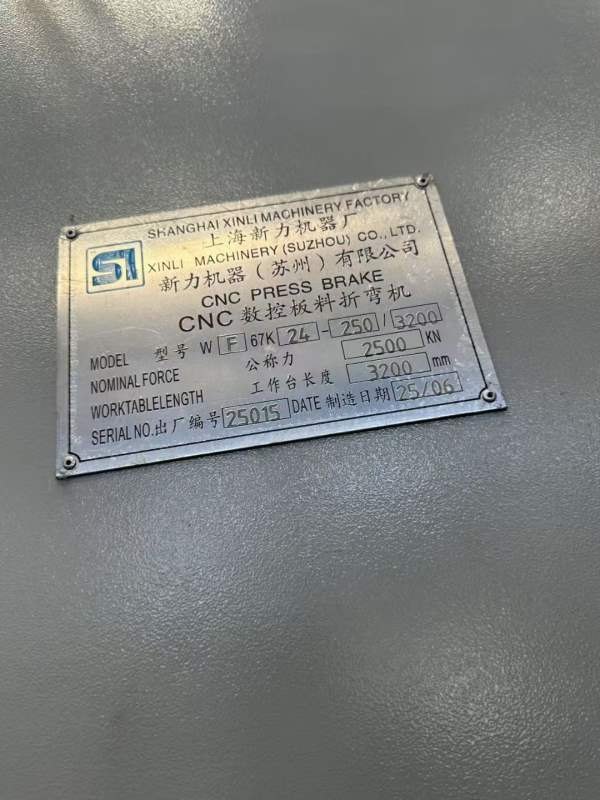 SHANGHAI XINLI MACHINERY FACTORY
上海新力机器厂
XINLI MACHINERY (SUZHOU) CO., LTD.
新力机器（苏州）有限公司
CNC PRESS BRAKE
CNC 数控板料折弯机
MODEL 型号 W F 67K 24 - 250 / 3200
NOMINAL FORCE 公称力 2500 KN
WORKTABLELENGTH 工作台长度 3200 mm
SERIAL NO. 出厂编号 25015 DATE 制造日期 25/06